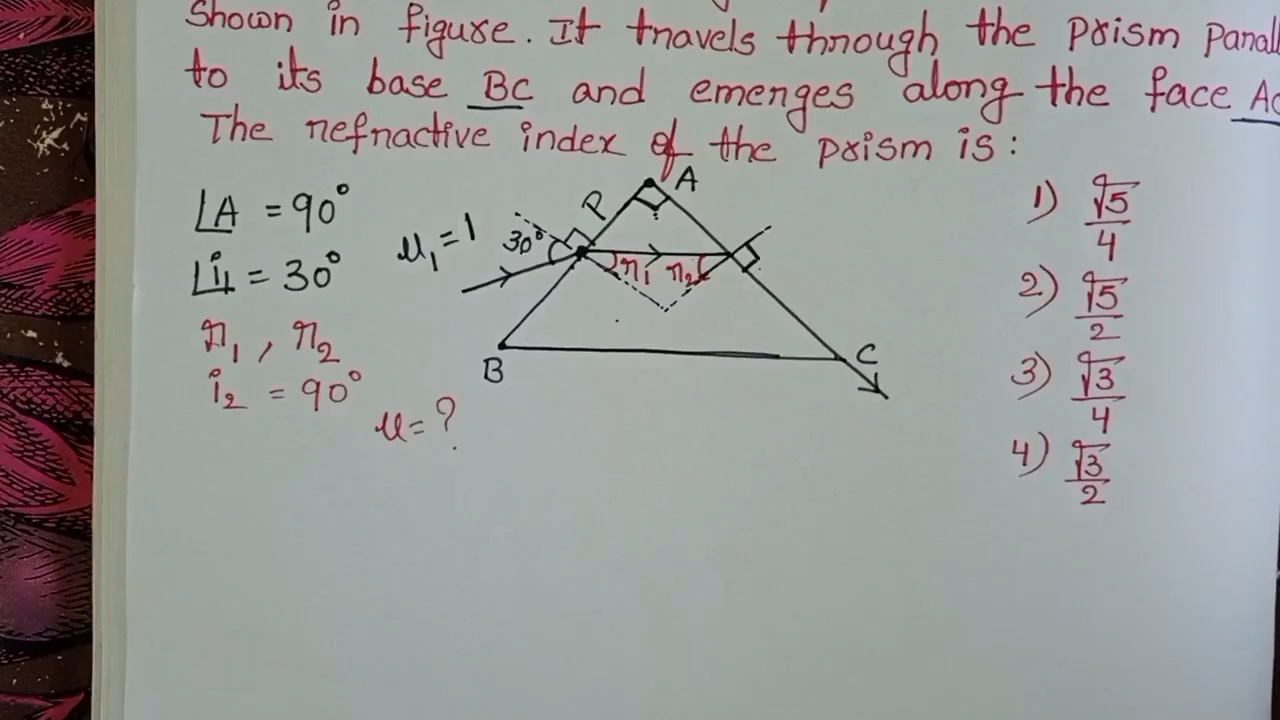 Shown in figure. It travels through the prism parall
to its base BC and emerges along the face AC
The refractive index of the prism is:
∠A = 90°
∠i1 = 30°
r1, r2
i2 = 90°
μ = ?
μ1 = 1
30°
P
A
r1 r2
B
C
1) √5/4
2) √5/2
3) √3/4
4) √3/2